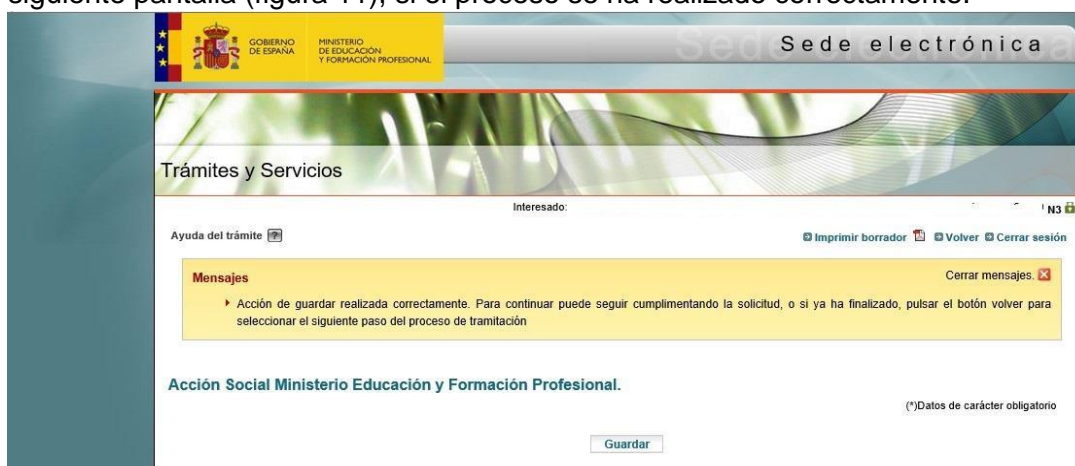 siguiente pantalla (figura 11), si el proceso se ha realizado correctamente.
GOBIERNO DE ESPAÑA
MINISTERIO DE EDUCACIÓN Y FORMACIÓN PROFESIONAL
Sede electrónica
Trámites y Servicios
Interesado:
N3
Ayuda del trámite ?
Imprimir borrador Volver Cerrar sesión
Mensajes
Cerrar mensajes.
Acción de guardar realizada correctamente. Para continuar puede seguir cumplimentando la solicitud, o si ya ha finalizado, pulsar el botón volver para
seleccionar el siguiente paso del proceso de tramitación
Acción Social Ministerio Educación y Formación Profesional.
(*)Datos de carácter obligatorio
Guardar